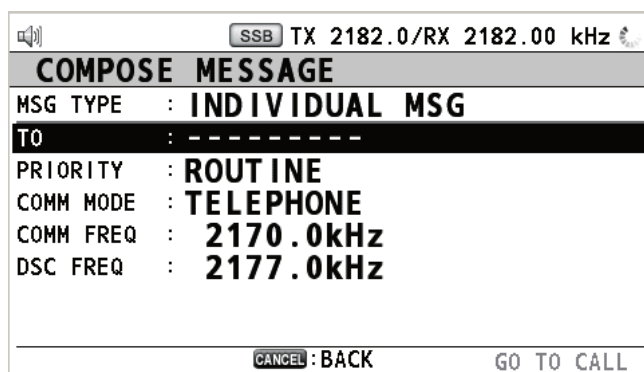 SSB TX 2182.0/RX 2182.00 kHz
COMPOSE MESSAGE
MSG TYPE : INDIVIDUAL MSG
TO : ---------
PRIORITY : ROUTINE
COMM MODE : TELEPHONE
COMM FREQ : 2170.0kHz
DSC FREQ : 2177.0kHz
CANCEL : BACK GO TO CALL